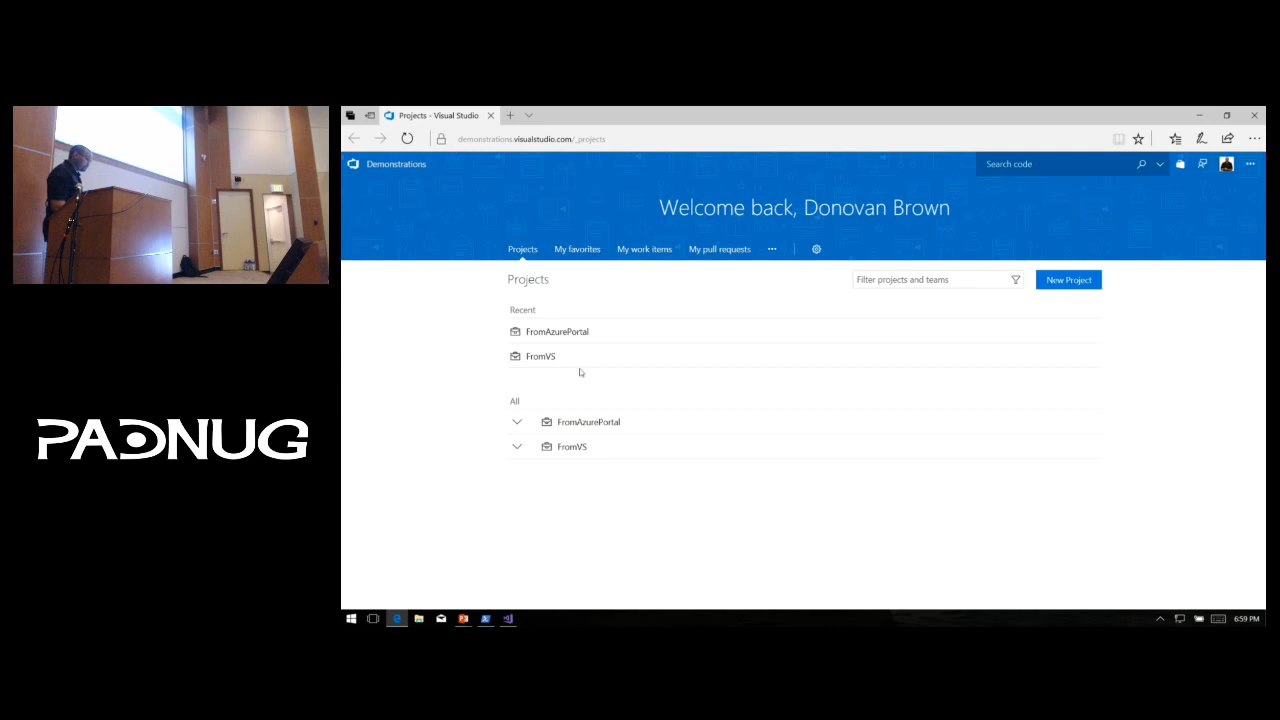 PADNUG
Projects - Visual Studio
demonstrations.visualstudio.com/_projects
Demonstrations
Search code
Welcome back, Donovan Brown
Projects
My favorites
My work items
My pull requests
Projects
Filter projects and teams
New Project
Recent
FromAzurePortal
FromVS
All
FromAzurePortal
FromVS
6:59 PM